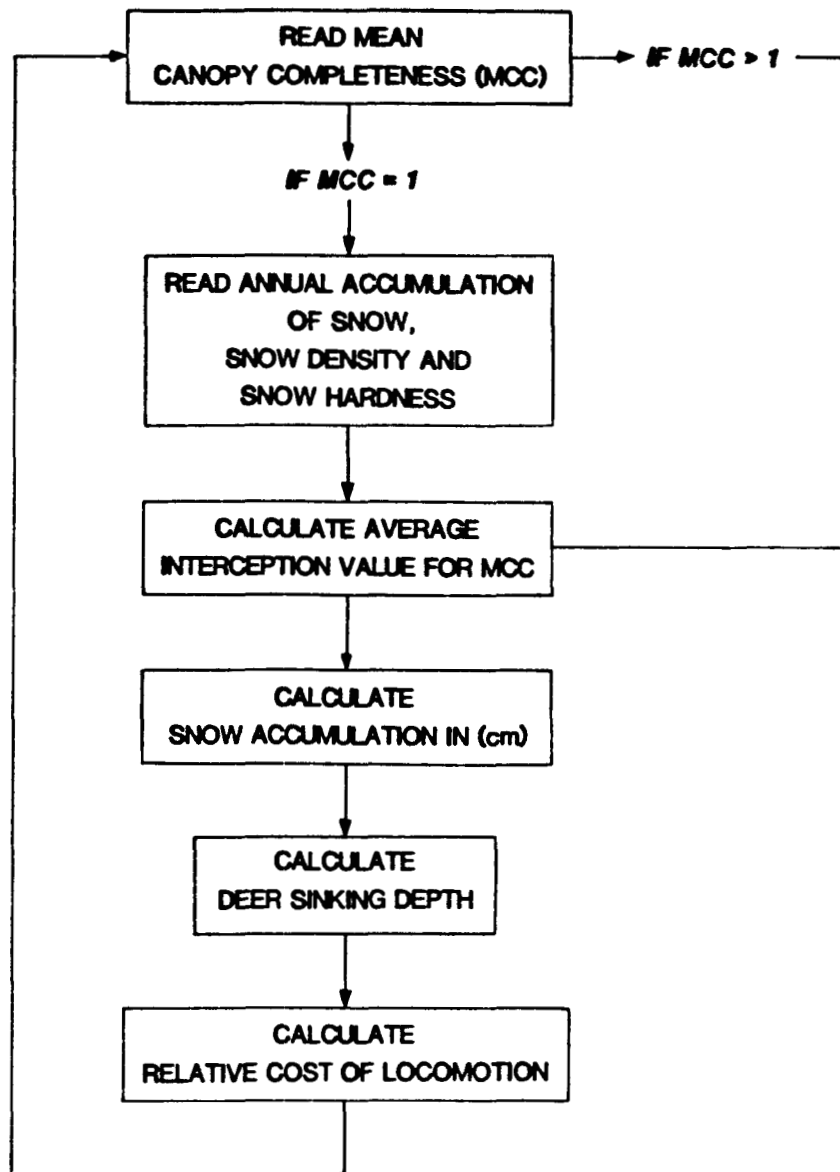 READ MEAN
CANOPY COMPLETENESS (MCC)
IF MCC > 1
IF MCC = 1
READ ANNUAL ACCUMULATION
OF SNOW,
SNOW DENSITY AND
SNOW HARDNESS
CALCULATE AVERAGE
INTERCEPTION VALUE FOR MCC
CALCULATE
SNOW ACCUMULATION IN (cm)
CALCULATE
DEER SINKING DEPTH
CALCULATE
RELATIVE COST OF LOCOMOTION